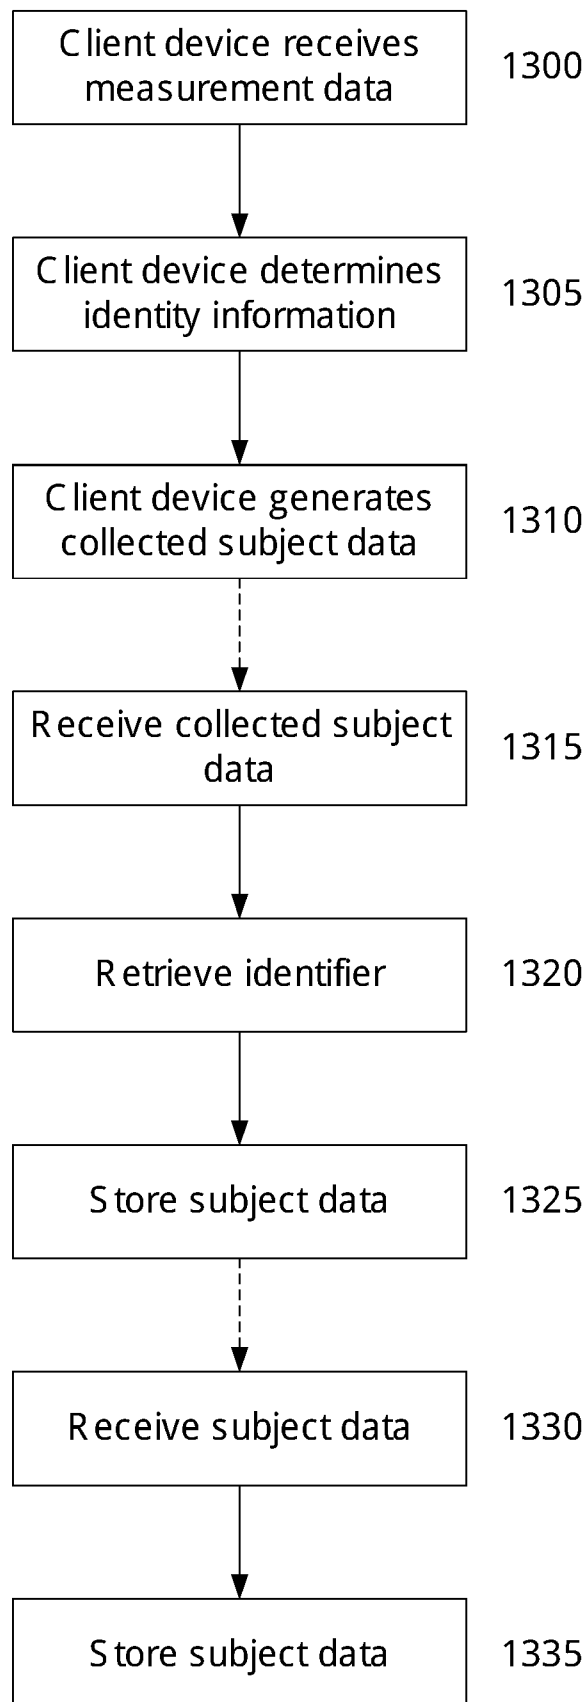 Client device receives
measurement data
1300
Client device determines
identity information
1305
Client device generates
collected subject data
1310
Receive collected subject
data
1315
Retrieve identifier
1320
Store subject data
1325
Receive subject data
1330
Store subject data
1335